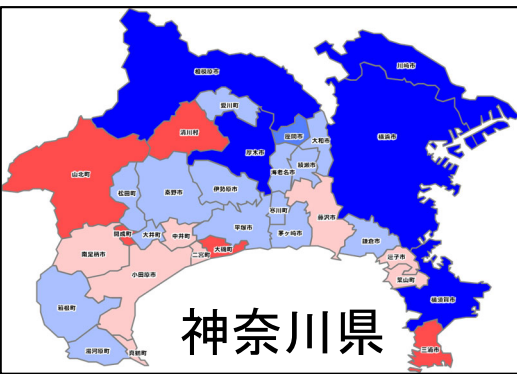 川崎市
相模原市
愛川町
横浜市
清川村
座間市
大和市
厚木市
山北町
綾瀬市
海老名市
松田町
秦野市
伊勢原市
寒川町
藤沢市
開成町
大井町
中井町
平塚市
茅ヶ崎市
鎌倉市
大磯町
二宮町
南足柄市
逗子市
小田原市
葉山町
箱根町
横須賀市
神奈川県
湯河原町
真鶴町
三浦市